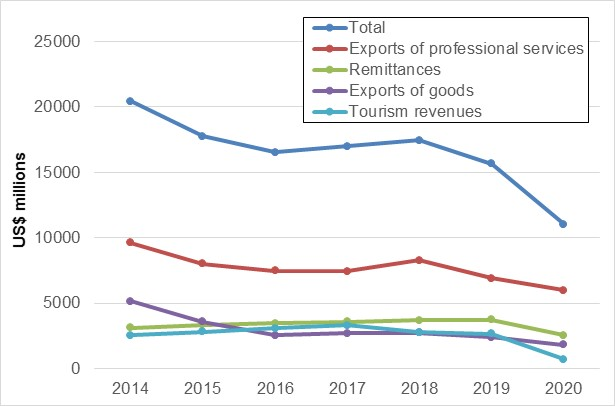 Total
Exports of professional services
Remittances
Exports of goods
Tourism revenues
25000
20000
15000
10000
5000
0
US$ millions
2014 2015 2016 2017 2018 2019 2020